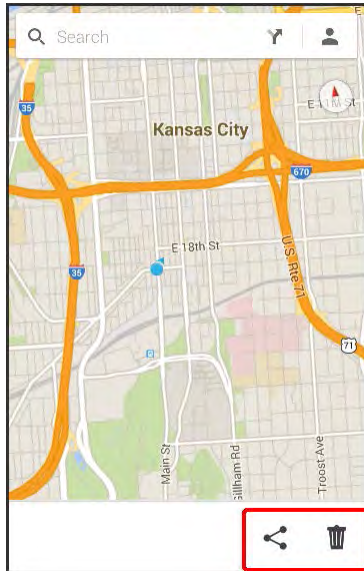 Search
E 11th St
35
Kansas City
670
E 18th St
35
U.S. Rte 71
71
Main St
Gillham Rd
Troost Ave